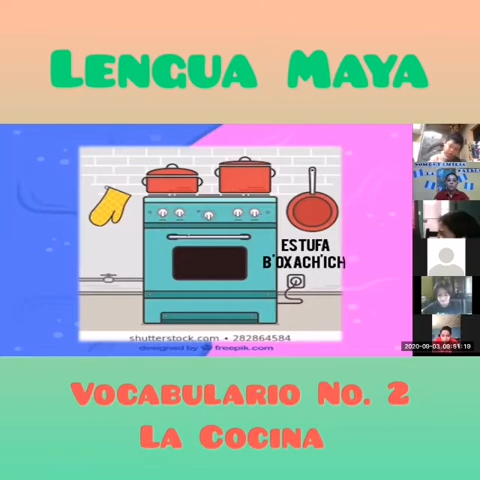 LENGUA MAYA
ESTUFA
B'OXACH'ICH
shutterstock.com • 282864584
designed by freepik.com
2020-09-03 09:51:19
VOCABULARIO NO. 2
LA COCINA